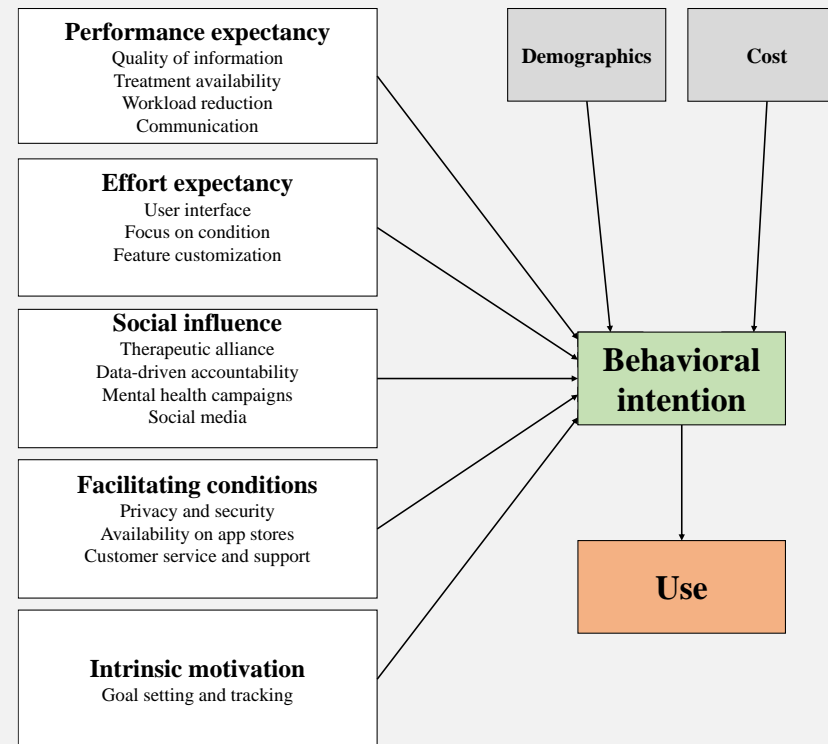 Performance expectancy
Quality of information
Treatment availability
Workload reduction
Communication
Effort expectancy
User interface
Focus on condition
Feature customization
Social influence
Therapeutic alliance
Data-driven accountability
Mental health campaigns
Social media
Facilitating conditions
Privacy and security
Availability on app stores
Customer service and support
Intrinsic motivation
Goal setting and tracking
Demographics
Cost
Behavioral
intention
Use